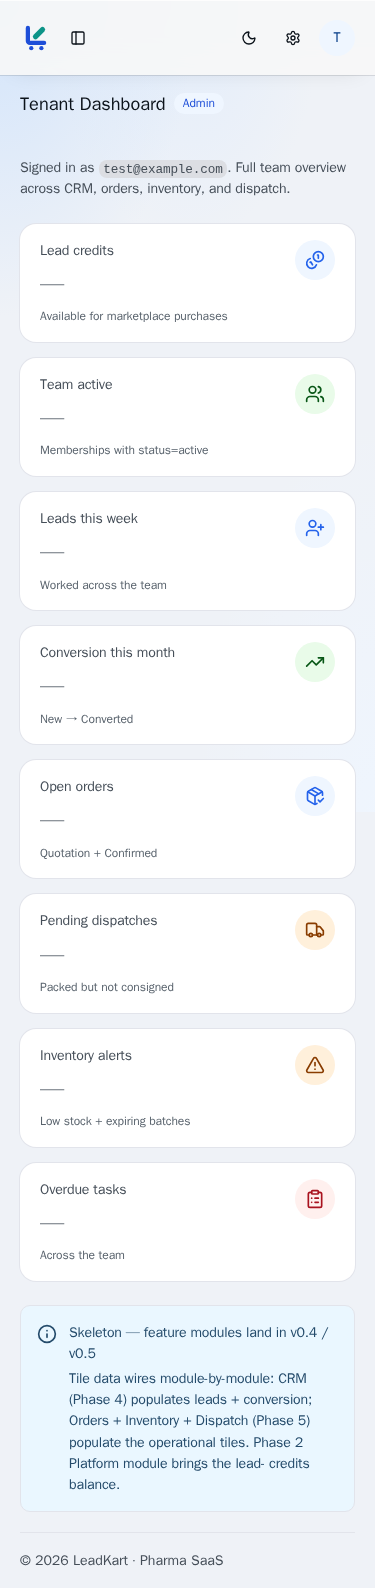 T
Tenant Dashboard Admin
Signed in as test@example.com. Full team overview
across CRM, orders, inventory, and dispatch.
Lead credits
—
Available for marketplace purchases
Team active
—
Memberships with status=active
Leads this week
—
Worked across the team
Conversion this month
—
New → Converted
Open orders
—
Quotation + Confirmed
Pending dispatches
—
Packed but not consigned
Inventory alerts
—
Low stock + expiring batches
Overdue tasks
—
Across the team
Skeleton — feature modules land in v0.4 /
v0.5
Tile data wires module-by-module: CRM
(Phase 4) populates leads + conversion;
Orders + Inventory + Dispatch (Phase 5)
populate the operational tiles. Phase 2
Platform module brings the lead- credits
balance.
© 2026 LeadKart · Pharma SaaS